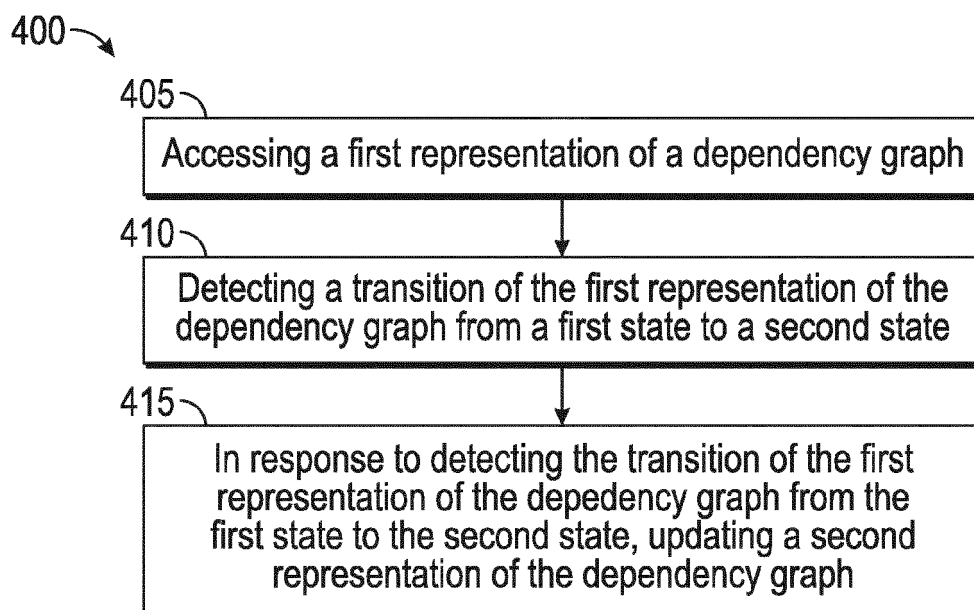 400
405
Accessing a first representation of a dependency graph
410
Detecting a transition of the first representation of the
dependency graph from a first state to a second state
415
In response to detecting the transition of the first
representation of the depedency graph from the
first state to the second state, updating a second
representation of the dependency graph